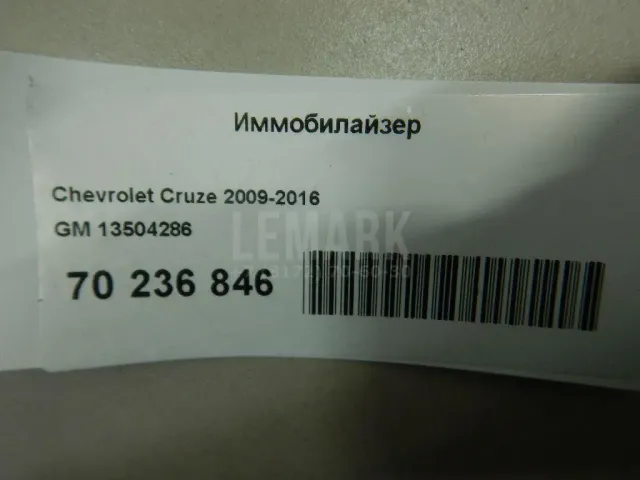 Иммобилайзер
Chevrolet Cruze 2009-2016
GM 13504286
LEMARK
70 236 846